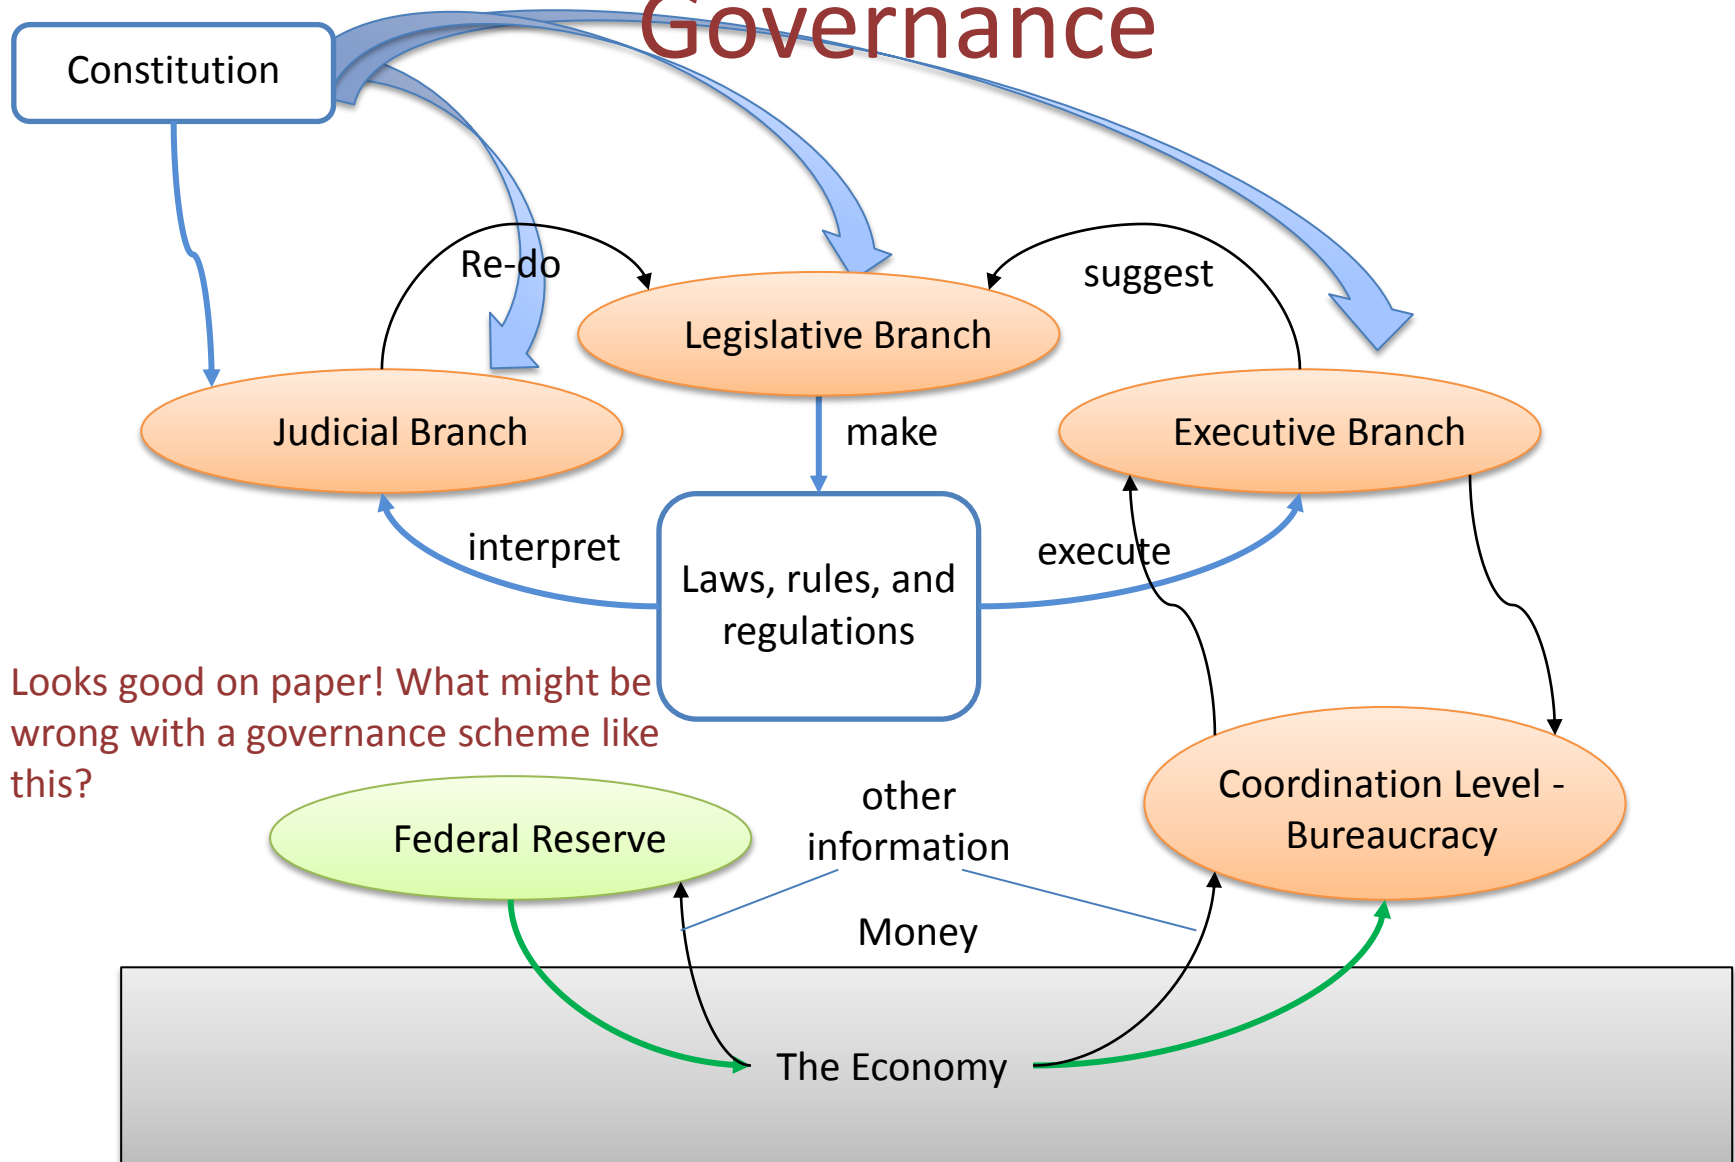 Governance
Constitution
Re-do
suggest
Legislative Branch
Judicial Branch
make
Executive Branch
interpret
execute
Laws, rules, and
regulations
Looks good on paper! What might be
wrong with a governance scheme like
this?
Federal Reserve
other
information
Coordination Level -
Bureaucracy
Money
The Economy